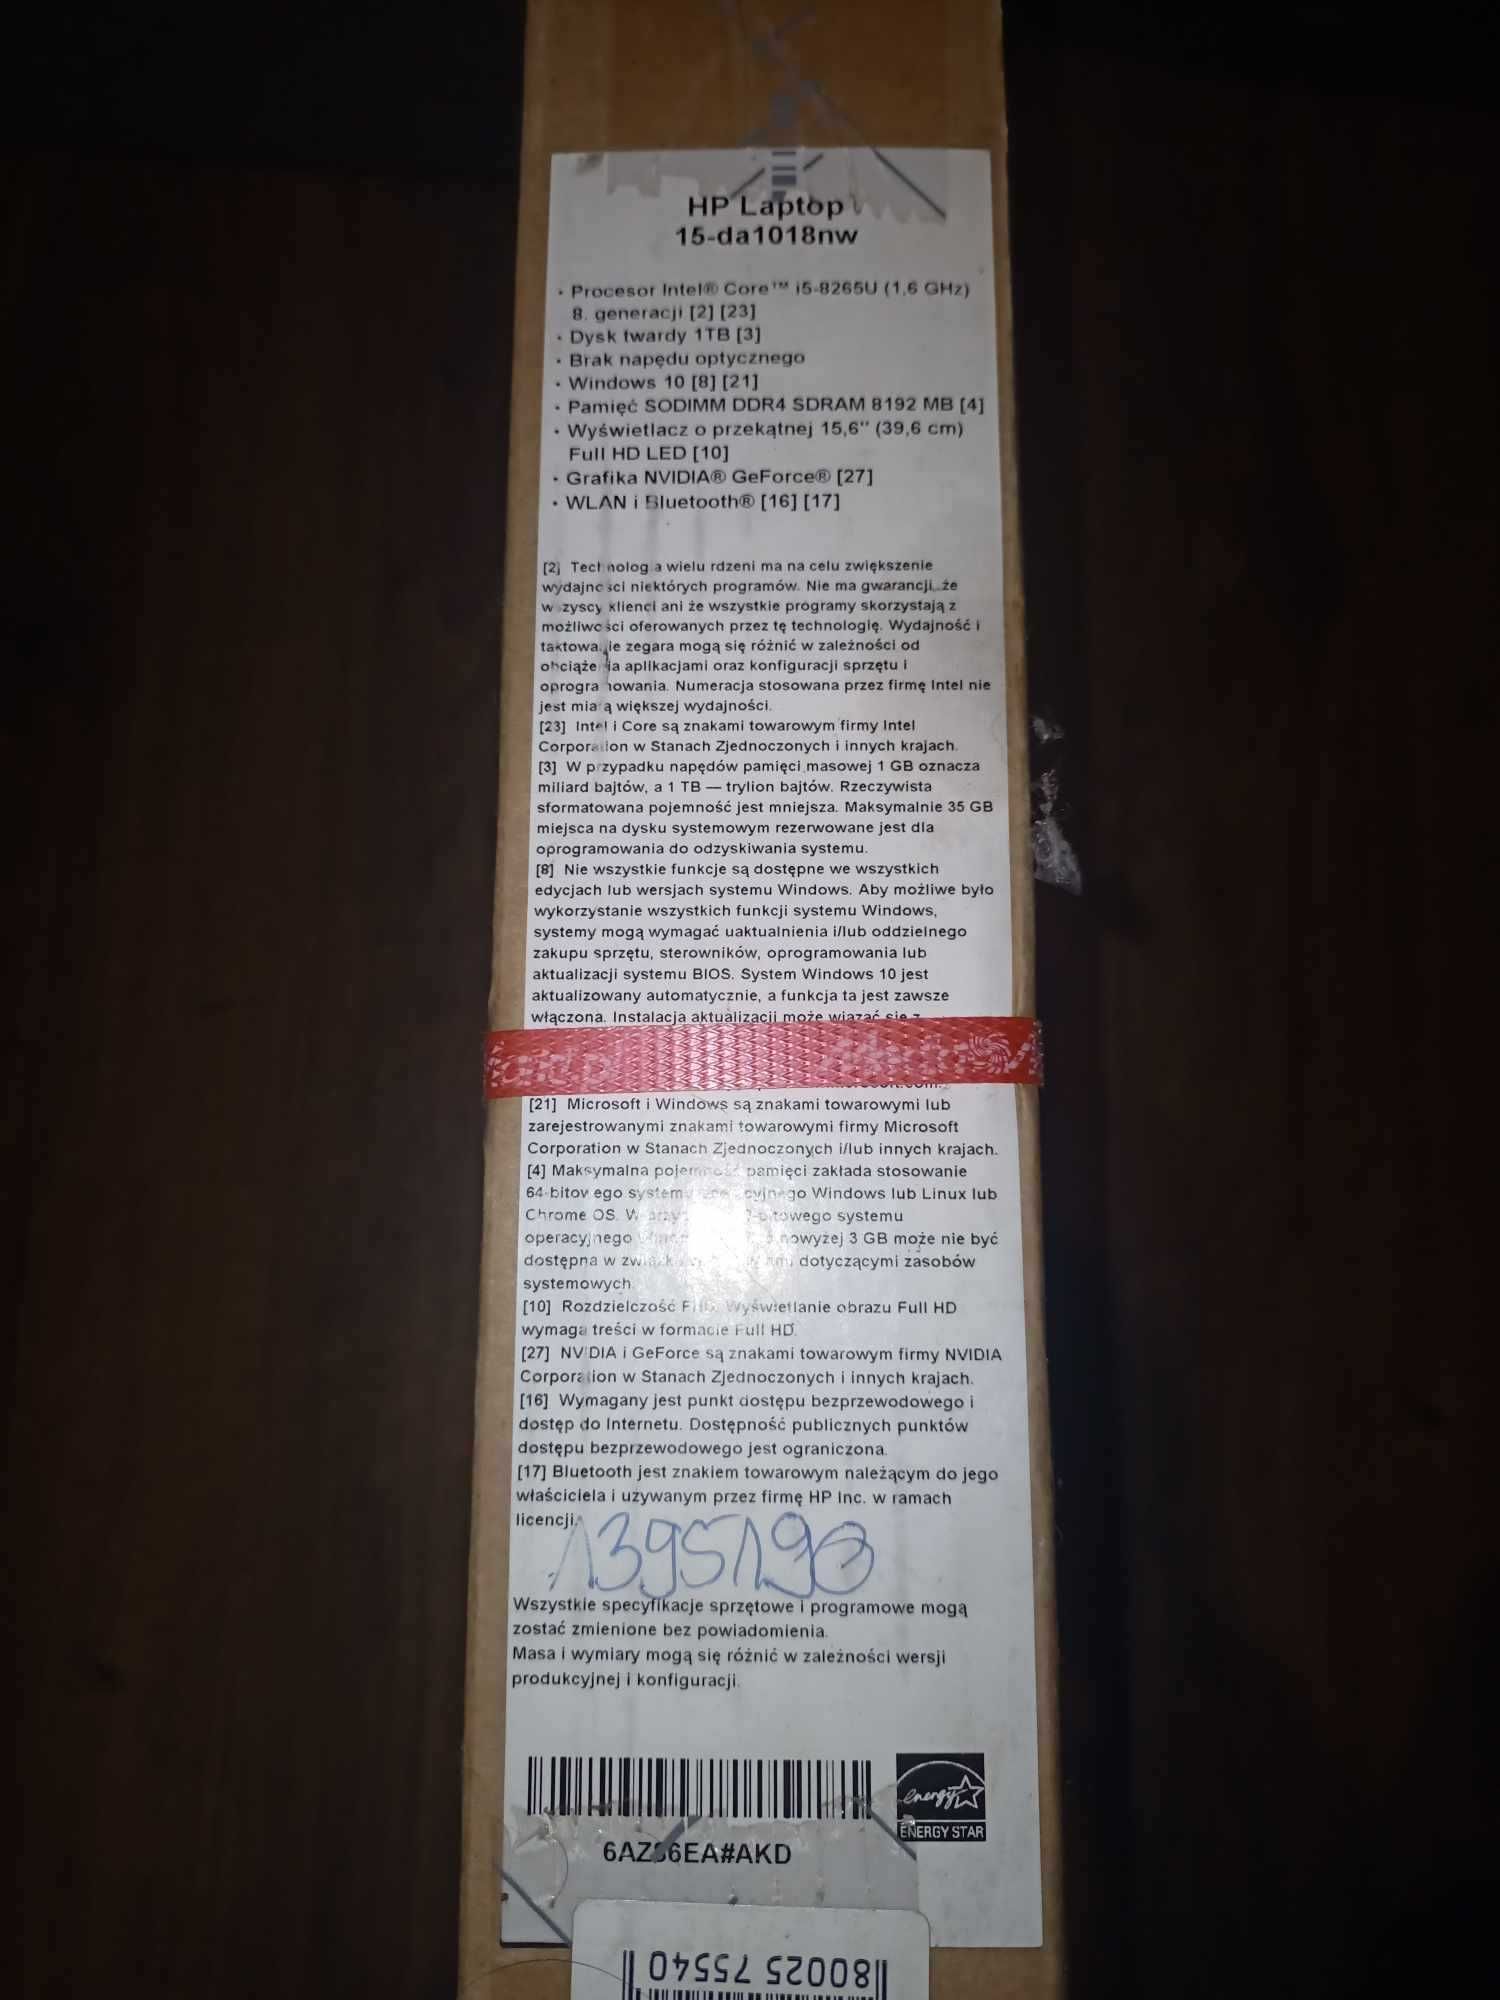 HP Laptop
15-da1018nw
• Procesor Intel® Core™ i5-8265U (1,6 GHz)
8. generacji [2] [23]
• Dysk twardy 1TB [3]
• Brak napędu optycznego
• Windows 10 [8] [21]
• Pamięć SODIMM DDR4 SDRAM 8192 MB [4]
• Wyświetlacz o przekątnej 15,6" (39,6 cm)
Full HD LED [10]
• Grafika NVIDIA® GeForce® [27]
• WLAN i Bluetooth® [16] [17]
[2] Technologia wielu rdzeni ma na celu zwiększenie
wydajności niektórych programów. Nie ma gwarancji, że
wszyscy klienci ani że wszystkie programy skorzystają z
możliwości oferowanych przez tę technologię. Wydajność i
taktowanie zegara mogą się różnić w zależności od
obciążenia aplikacjami oraz konfiguracji sprzętu i
oprogramowania. Numeracja stosowana przez firmę Intel nie
jest miarą większej wydajności.
[23] Intel i Core są znakami towarowym firmy Intel
Corporation w Stanach Zjednoczonych i innych krajach.
[3] W przypadku napędów pamięci masowej 1 GB oznacza
miliard bajtów, a 1 TB — trylion bajtów. Rzeczywista
sformatowana pojemność jest mniejsza. Maksymalnie 35 GB
miejsca na dysku systemowym rezerwowane jest dla
oprogramowania do odzyskiwania systemu.
[8] Nie wszystkie funkcje są dostępne we wszystkich
edycjach lub wersjach systemu Windows. Aby możliwe było
wykorzystanie wszystkich funkcji systemu Windows,
systemy mogą wymagać uaktualnienia i/lub oddzielnego
zakupu sprzętu, sterowników, oprogramowania lub
aktualizacji systemu BIOS. System Windows 10 jest
aktualizowany automatycznie, a funkcja ta jest zawsze
włączona. Instalacja aktualizacji może wiązać się z
[21] Microsoft i Windows są znakami towarowymi lub
zarejestrowanymi znakami towarowymi firmy Microsoft
Corporation w Stanach Zjednoczonych i/lub innych krajach.
[4] Maksymalna pojemność pamięci zakłada stosowanie
64-bitowego systemu operacyjnego Windows lub Linux lub
Chrome OS. W systemu
operacyjnego powyżej 3 GB może nie być
dostępna w dotyczącymi zasobów
systemowych.
[10] Rozdzielczość FHD. Wyświetlanie obrazu Full HD
wymaga treści w formacie Full HD.
[27] NVIDIA i GeForce są znakami towarowym firmy NVIDIA
Corporation w Stanach Zjednoczonych i innych krajach.
[16] Wymagany jest punkt dostępu bezprzewodowego i
dostęp do Internetu. Dostępność publicznych punktów
dostępu bezprzewodowego jest ograniczona.
[17] Bluetooth jest znakiem towarowym należącym do jego
właściciela i uzywanym przez firmę HP Inc. w ramach
licencji.
1395190
Wszystkie specyfikacje sprzętowe i programowe mogą
zostać zmienione bez powiadomienia.
Masa i wymiary mogą się różnić w zależności wersji
produkcyjnej i konfiguracji.
energy
ENERGY STAR
6AZ36EA#AKD
80025 75540